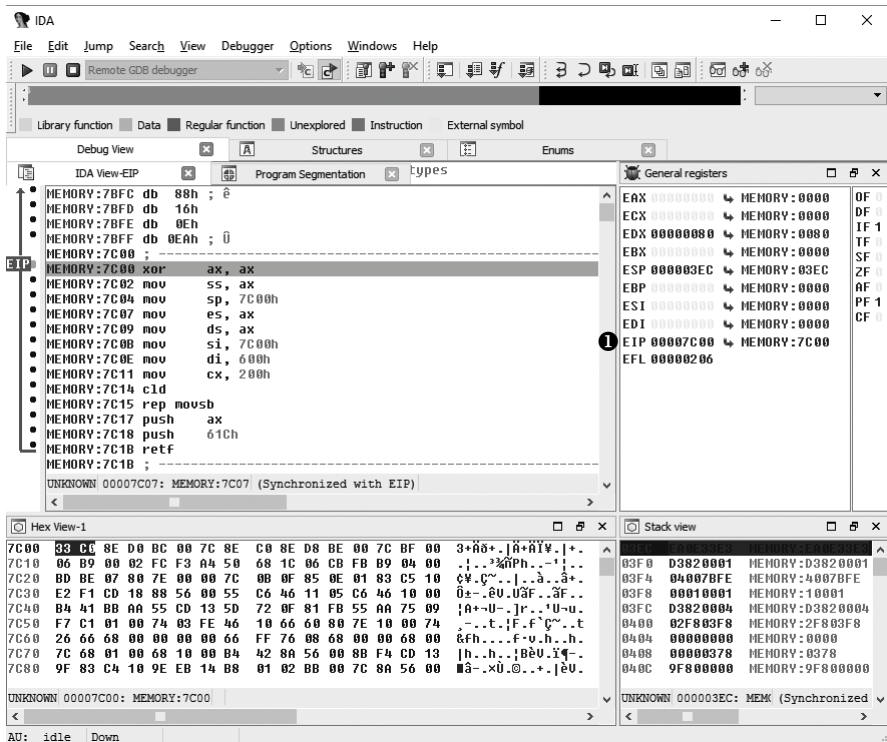 IDA
File Edit Jump Search View Debugger Options Windows Help
Remote GDB debugger
Library function Data Regular function Unexplored Instruction External symbol
Debug View Structures Enums
IDA View-EIP Program Segmentation types General registers
MEMORY:7BFC db 88h ; ê
MEMORY:7BFD db 16h
MEMORY:7BFE db 0Eh
MEMORY:7BFF db 0EAh ; Û
MEMORY:7C00 ; ----------------------------------------
EIP
MEMORY:7C00 xor ax, ax
MEMORY:7C02 mov ss, ax
MEMORY:7C04 mov sp, 7C00h
MEMORY:7C07 mov es, ax
MEMORY:7C09 mov ds, ax
MEMORY:7C0B mov si, 7C00h
MEMORY:7C0E mov di, 600h
MEMORY:7C11 mov cx, 200h
MEMORY:7C14 cld
MEMORY:7C15 rep movsb
MEMORY:7C17 push ax
MEMORY:7C18 push 61Ch
MEMORY:7C1B retf
MEMORY:7C1B ; ----------------------------------------
UNKNOWN 00007C07: MEMORY:7C07 (Synchronized with EIP)
EAX 00000000 MEMORY:0000
ECX 00000000 MEMORY:0000
EDX 00000080 MEMORY:0080
EBX 00000000 MEMORY:0000
ESP 000003EC MEMORY:03EC
EBP 00000000 MEMORY:0000
ESI 00000000 MEMORY:0000
EDI 00000000 MEMORY:0000
❶ EIP 00007C00 MEMORY:7C00
EFL 00000206
OF 0
DF 0
IF 1
TF 0
SF 0
ZF 0
AF 0
PF 1
CF 0
Hex View-1
7C00 33 C0 8E D0 BC 00 7C 8E C0 8E D8 BE 00 7C BF 00
7C10 06 B9 00 02 FC F3 A4 50 68 1C 06 CB FB B9 04 00
7C20 BD BE 07 80 7E 00 00 7C 0B 0F 85 0E 01 83 C5 10
7C30 E2 F1 CD 18 88 56 00 55 C6 46 11 05 C6 46 10 00
7C40 B4 41 BB AA 55 CD 13 5D 72 0F 81 FB 55 AA 75 09
7C50 F7 C1 01 00 74 03 FE 46 10 66 60 80 7E 10 00 74
7C60 26 66 68 00 00 00 00 66 FF 76 08 68 00 00 68 00
7C70 7C 68 01 00 68 10 00 B4 42 8A 56 00 8B F4 CD 13
7C80 9F 83 C4 10 9E EB 14 B8 01 02 BB 00 7C 8A 56 00
UNKNOWN 00007C00: MEMORY:7C00
Stack view
03EC EA0E33E3 MEMORY:EA0E33E3
03F0 D3820001 MEMORY:D3820001
03F4 04007BFE MEMORY:4007BFE
03F8 00010001 MEMORY:10001
03FC D3820004 MEMORY:D3820004
0400 02F803F8 MEMORY:2F803F8
0404 00000000 MEMORY:0000
0408 00000378 MEMORY:0378
040C 9F800000 MEMORY:9F800000
UNKNOWN 000003EC: MEM (Synchronized
AU: idle Down